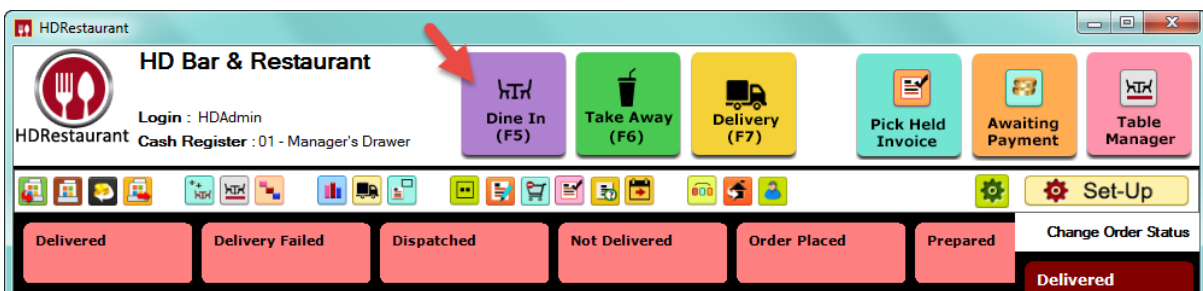 HDRestaurant
HD Bar & Restaurant
Login : HDAdmin
Cash Register : 01 - Manager's Drawer
HDRestaurant
Dine In
(F5)
Take Away
(F6)
Delivery
(F7)
Pick Held
Invoice
Awaiting
Payment
Table
Manager
Set-Up
Delivered
Delivery Failed
Dispatched
Not Delivered
Order Placed
Prepared
Change Order Status
Delivered